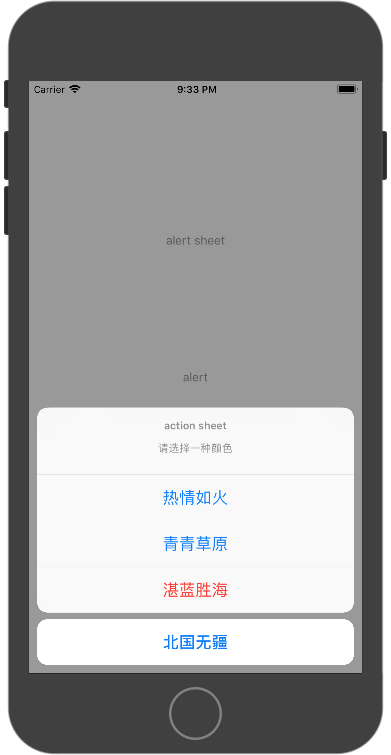 Carrier 9:33 PM
alert sheet
alert
action sheet
请选择一种颜色
热情如火
青青草原
湛蓝胜海
北国无疆